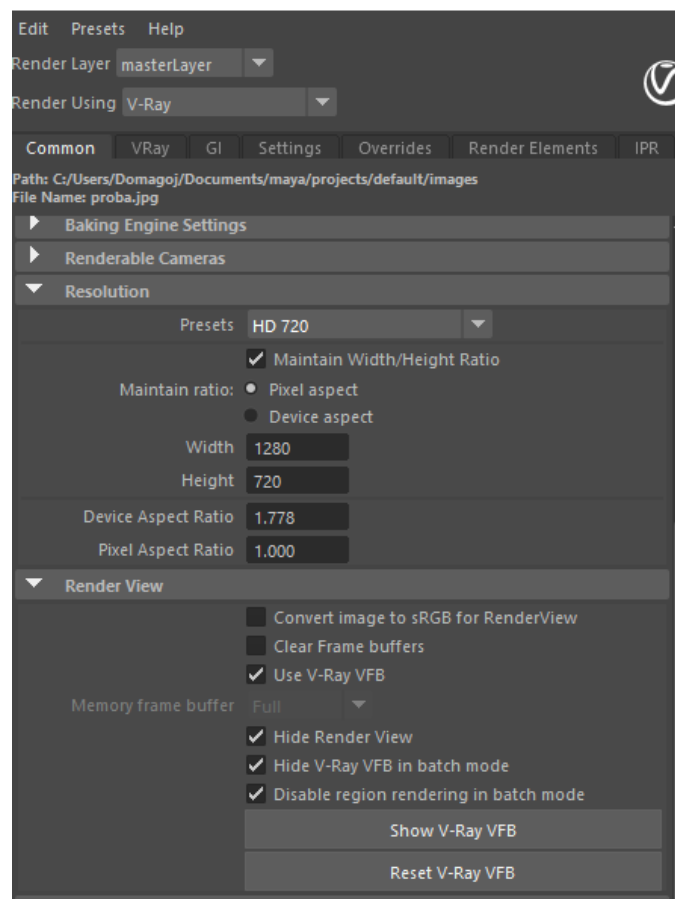 Edit Presets Help
Render Layer masterLayer
Render Using V-Ray
Common VRay GI Settings Overrides Render Elements IPR
Path: C:/Users/Domagoj/Documents/maya/projects/default/images
File Name: proba.jpg
Baking Engine Settings
Renderable Cameras
Resolution
Presets HD 720
Maintain Width/Height Ratio
Maintain ratio: Pixel aspect
Device aspect
Width 1280
Height 720
Device Aspect Ratio 1.778
Pixel Aspect Ratio 1.000
Render View
Convert image to sRGB for RenderView
Clear Frame buffers
Use V-Ray VFB
Memory frame buffer Full
Hide Render View
Hide V-Ray VFB in batch mode
Disable region rendering in batch mode
Show V-Ray VFB
Reset V-Ray VFB